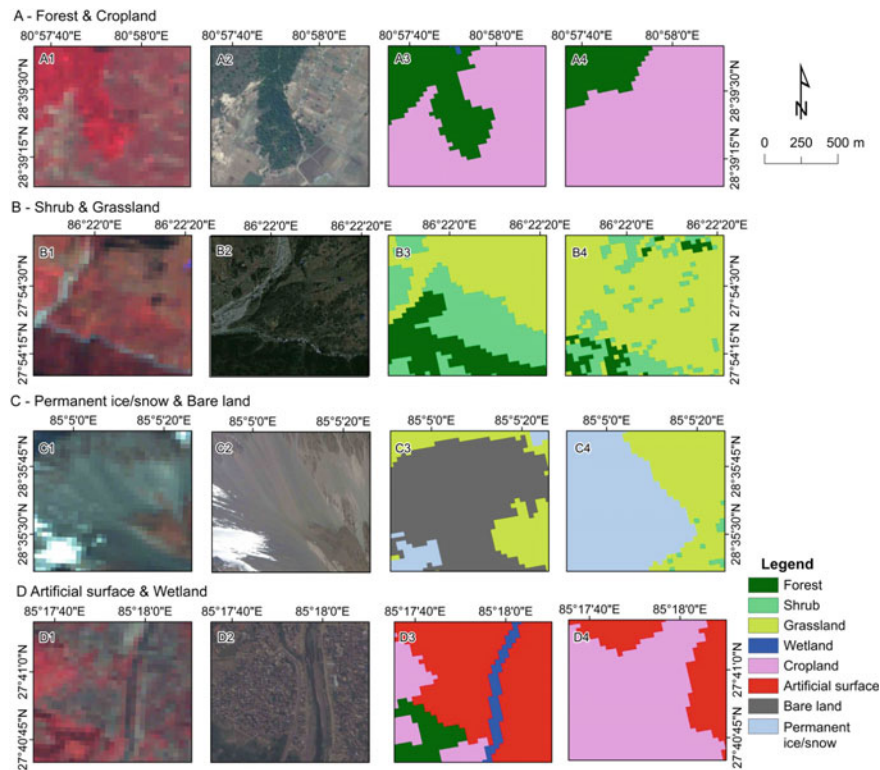 A - Forest & Cropland
80°57'40"E 80°58'0"E 80°57'40"E 80°58'0"E 80°57'40"E 80°58'0"E 80°57'40"E 80°58'0"E
A1 A2 A3 A4
28°39'30"N 28°39'15"N 28°39'30"N 28°39'15"N
N
0 250 500 m
B - Shrub & Grassland
86°22'0"E 86°22'20"E 86°22'0"E 86°22'20"E 86°22'0"E 86°22'20"E 86°22'0"E 86°22'20"E
B1 B2 B3 B4
27°54'30"N 27°54'15"N 27°54'30"N 27°54'15"N
C - Permanent ice/snow & Bare land
85°5'0"E 85°5'20"E 85°5'0"E 85°5'20"E 85°5'0"E 85°5'20"E 85°5'0"E 85°5'20"E
C1 C2 C3 C4
28°35'45"N 28°35'30"N 28°35'45"N 28°35'30"N
D Artificial surface & Wetland
85°17'40"E 85°18'0"E 85°17'40"E 85°18'0"E 85°17'40"E 85°18'0"E 85°17'40"E 85°18'0"E
D1 D2 D3 D4
27°41'0"N 27°40'45"N 27°41'0"N 27°40'45"N
Legend
Forest
Shrub
Grassland
Wetland
Cropland
Artificial surface
Bare land
Permanent
ice/snow